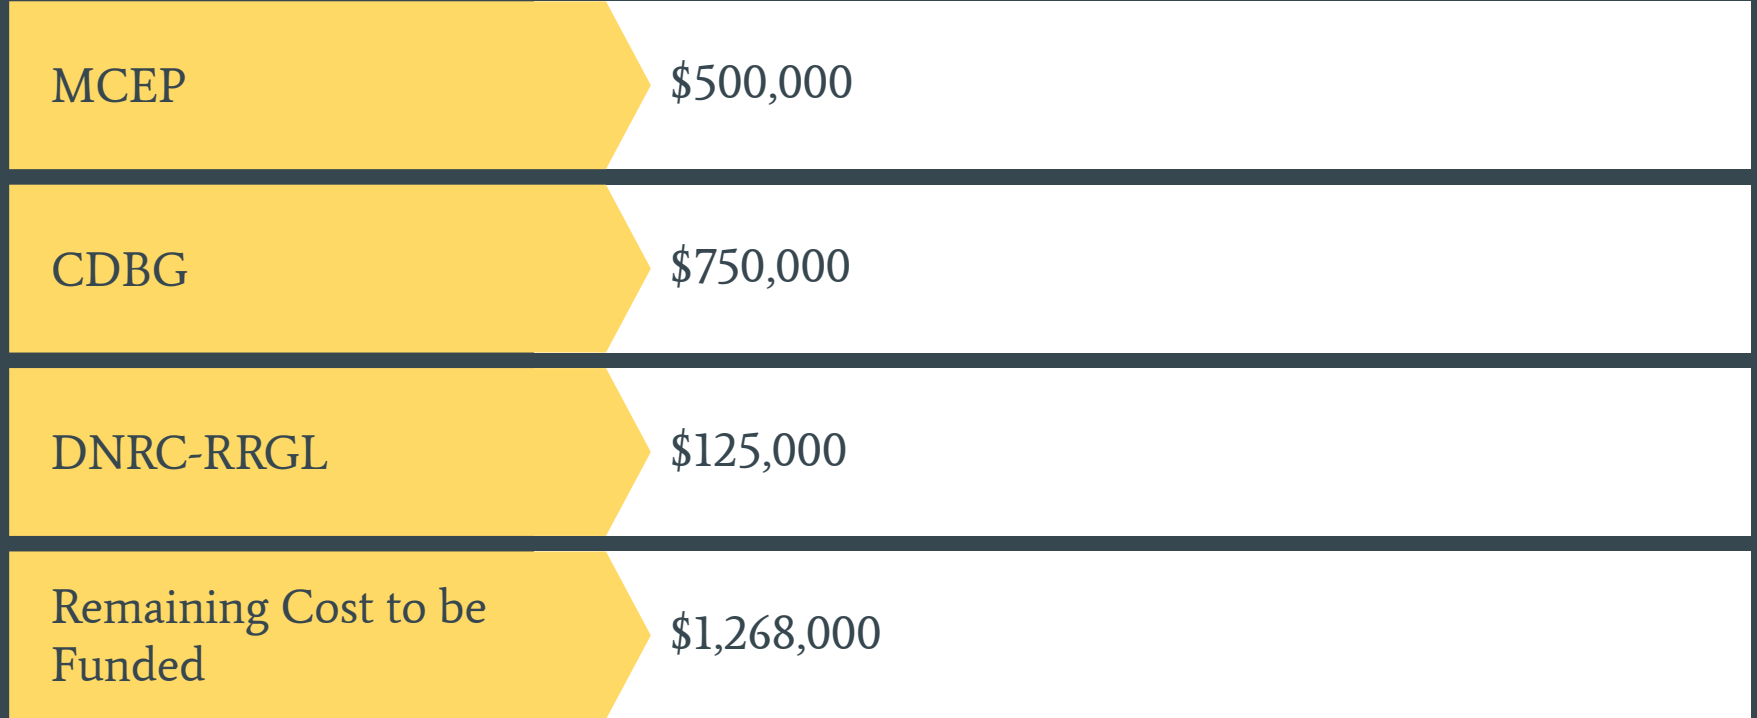 MCEP
$500,000
CDBG
$750,000
DNRC-RRGL
$125,000
Remaining Cost to be
Funded
$1,268,000